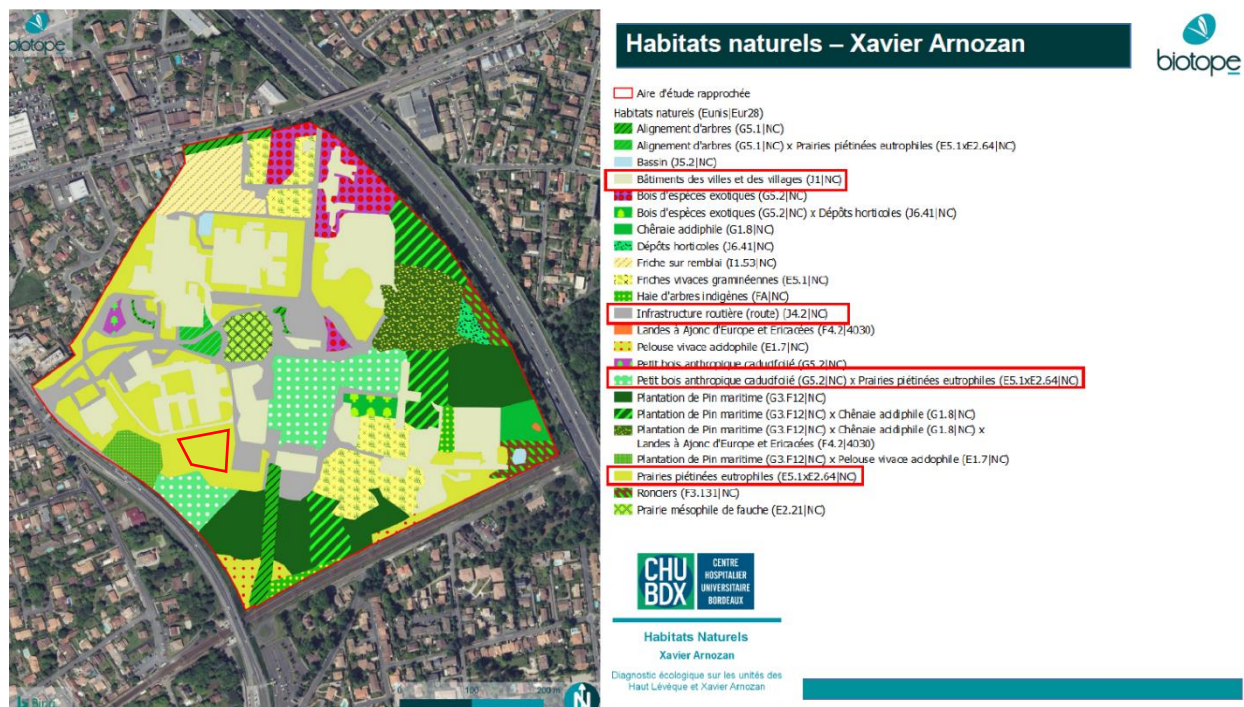 biotope
Habitats naturels – Xavier Arnozan
biotope
Aire d'étude rapprochée
Habitats naturels (Eunis|Eur28)
Alignement d'arbres (G5.1|NC)
Alignement d'arbres (G5.1|NC) x Prairies piétinées eutrophiles (E5.1xE2.64|NC)
Bassin (J5.2|NC)
Bâtiments des villes et des villages (J1|NC)
Bois d'espèces exotiques (G5.2|NC)
Bois d'espèces exotiques (G5.2|NC) x Dépôts horticoles (J6.41|NC)
Chênaie acidiphile (G1.8|NC)
Dépôts horticoles (J6.41|NC)
Friche sur remblai (I1.53|NC)
Friches vivaces graminéennes (E5.1|NC)
Haie d'arbres indigènes (FA|NC)
Infrastructure routière (route) (J4.2|NC)
Landes à Ajonc d'Europe et Ericacées (F4.2|4030)
Pelouse vivace acidophile (E1.7|NC)
Petit bois anthropique caducifolié (G5.2|NC)
Petit bois anthropique caducifolié (G5.2|NC) x Prairies piétinées eutrophiles (E5.1xE2.64|NC)
Plantation de Pin maritime (G3.F12|NC)
Plantation de Pin maritime (G3.F12|NC) x Chênaie acidiphile (G1.8|NC)
Plantation de Pin maritime (G3.F12|NC) x Chênaie acidiphile (G1.8|NC) x
Landes à Ajonc d'Europe et Ericacées (F4.2|4030)
Plantation de Pin maritime (G3.F12|NC) x Pelouse vivace acidophile (E1.7|NC)
Prairies piétinées eutrophiles (E5.1xE2.64|NC)
Ronciers (F3.131|NC)
Prairie mésophile de fauche (E2.21|NC)
CHU
BDX
CENTRE
HOSPITALIER
UNIVERSITAIRE
BORDEAUX
Habitats Naturels
Xavier Arnozan
Diagnostic écologique sur les unités des
Haut Lévèque et Xavier Arnozan
0 100 200 m
N